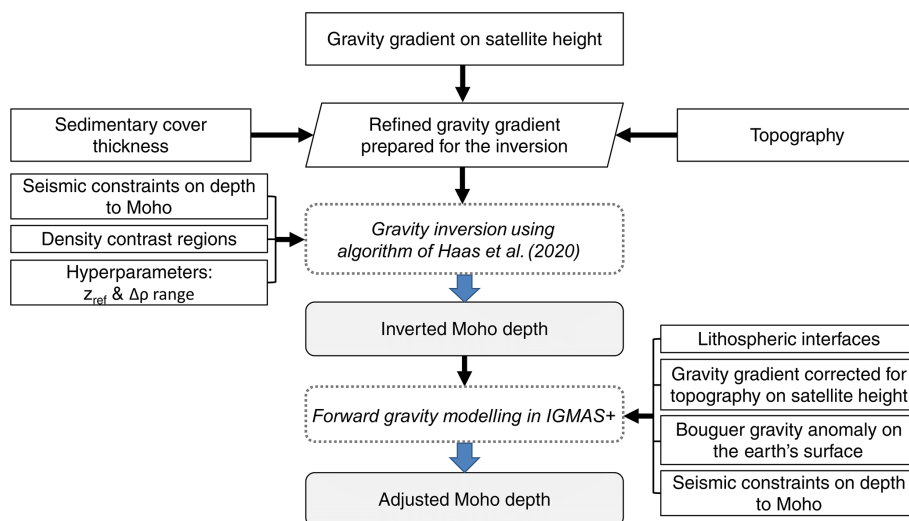 Gravity gradient on satellite height
Sedimentary cover
thickness
Refined gravity gradient
prepared for the inversion
Topography
Seismic constraints on depth
to Moho
Density contrast regions
Hyperparameters:
z_ref & Δρ range
Gravity inversion using
algorithm of Haas et al. (2020)
Inverted Moho depth
Forward gravity modelling in IGMAS+
Lithospheric interfaces
Gravity gradient corrected for
topography on satellite height
Bouguer gravity anomaly on
the earth's surface
Seismic constraints on depth
to Moho
Adjusted Moho depth